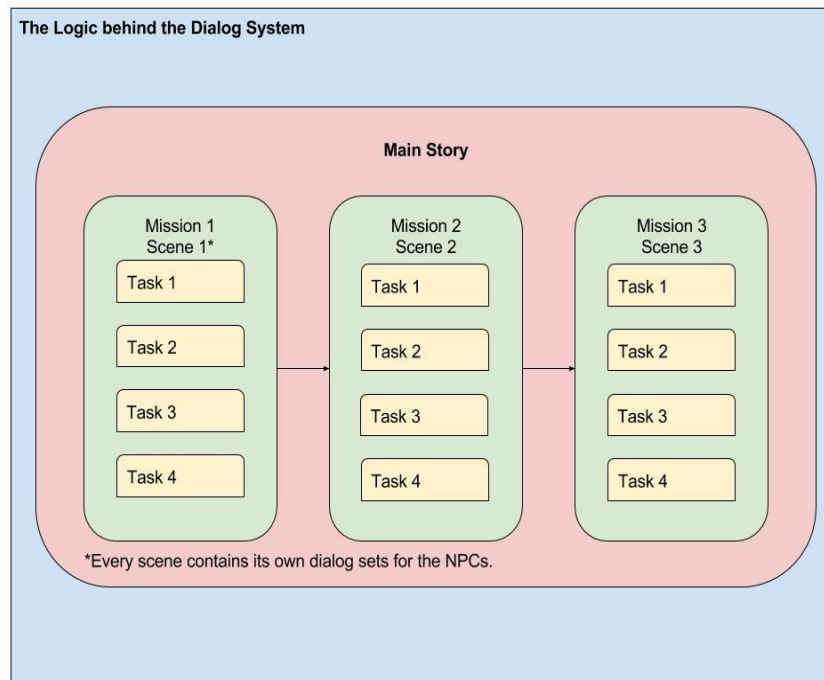 The Logic behind the Dialog System
Main Story
Mission 1
Scene 1*
Task 1
Task 2
Task 3
Task 4
Mission 2
Scene 2
Task 1
Task 2
Task 3
Task 4
Mission 3
Scene 3
Task 1
Task 2
Task 3
Task 4
*Every scene contains its own dialog sets for the NPCs.